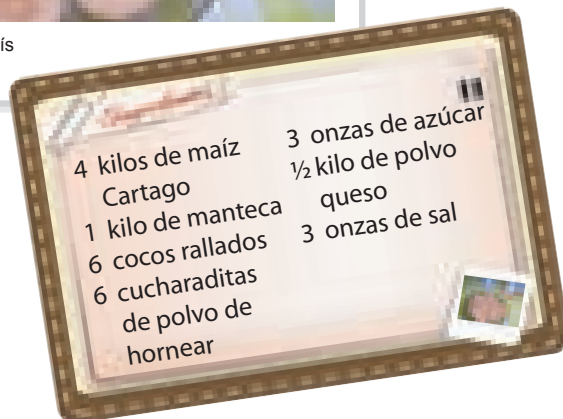 ís
4 kilos de maíz
Cartago
1 kilo de manteca
6 cocos rallados
6 cucharaditas
de polvo de
hornear
3 onzas de azúcar
½ kilo de polvo
queso
3 onzas de sal